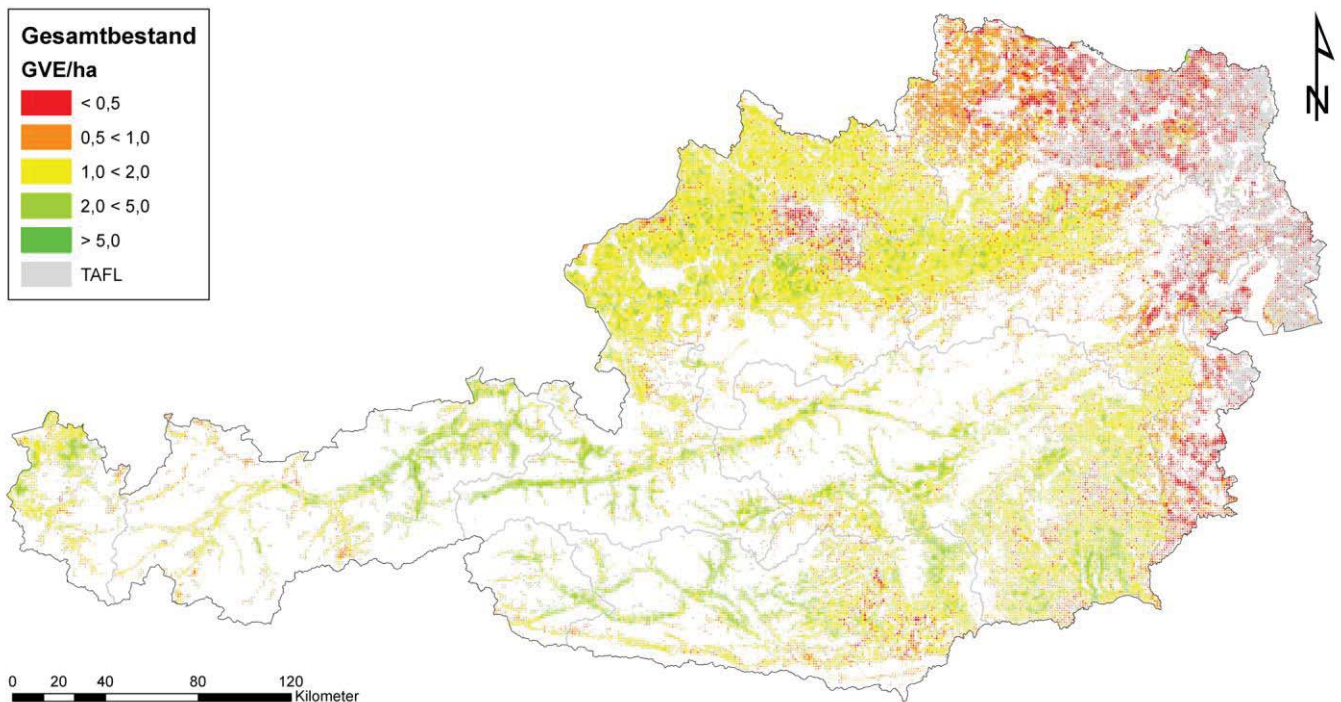 Gesamtbestand
GVE/ha
< 0,5
0,5 < 1,0
1,0 < 2,0
2,0 < 5,0
> 5,0
TAFL
N
0 20 40 80 120
Kilometer